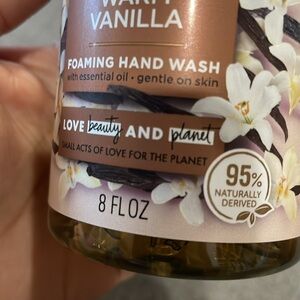 WARM
VANILLA
FOAMING HAND WASH
with essential oil · gentle on skin
LOVE beauty AND planet
SMALL ACTS OF LOVE FOR THE PLANET
95%
NATURALLY
DERIVED
8 FL OZ